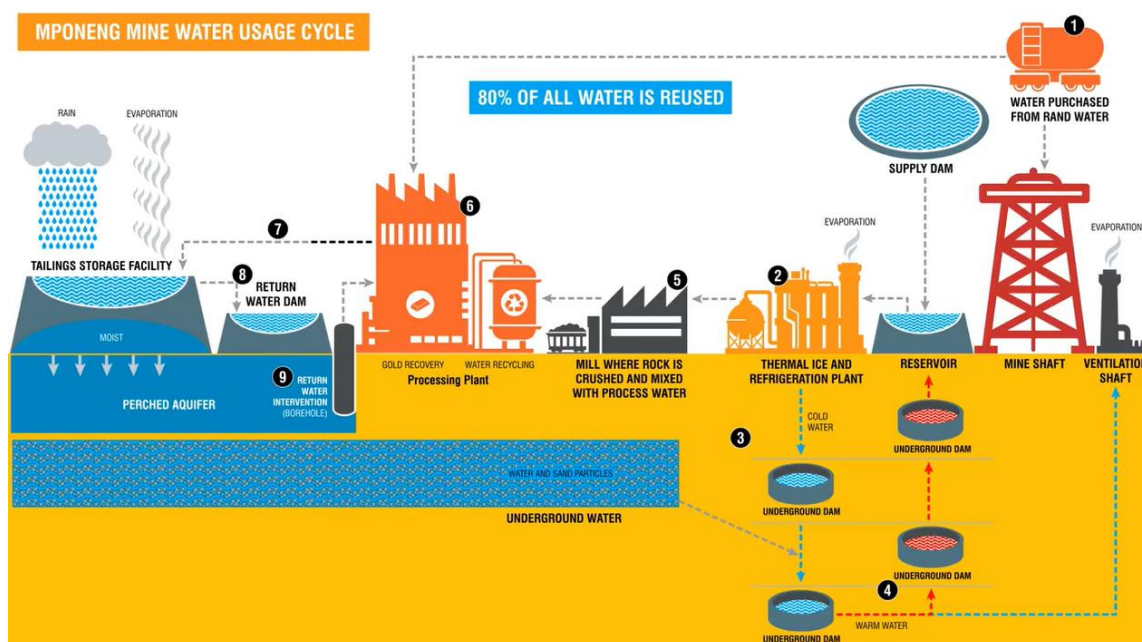 MPONENG MINE WATER USAGE CYCLE
1
80% OF ALL WATER IS REUSED
WATER PURCHASED
FROM RAND WATER
RAIN
EVAPORATION
SUPPLY DAM
6
7
EVAPORATION
EVAPORATION
TAILINGS STORAGE FACILITY
8
RETURN
WATER DAM
5
2
MOIST
GOLD RECOVERY
WATER RECYCLING
Processing Plant
MILL WHERE ROCK IS
CRUSHED AND MIXED
WITH PROCESS WATER
THERMAL ICE AND
REFRIGERATION PLANT
RESERVOIR
MINE SHAFT
VENTILATION
SHAFT
9
RETURN
WATER
INTERVENTION
(BOREHOLE)
PERCHED AQUIFER
COLD
WATER
3
UNDERGROUND DAM
WATER AND SAND PARTICLES
UNDERGROUND WATER
UNDERGROUND DAM
UNDERGROUND DAM
4
WARM WATER
UNDERGROUND DAM